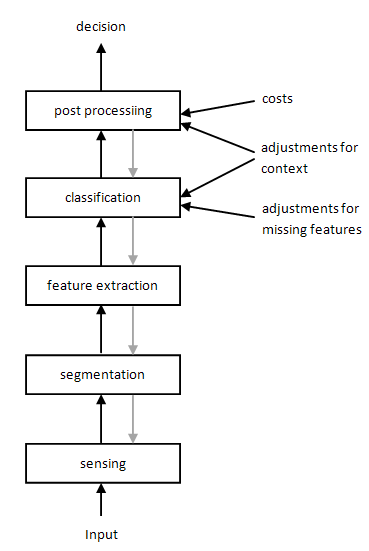 decision
post processiing
costs
adjustments for
context
classification
adjustments for
missing features
feature extraction
segmentation
sensing
Input